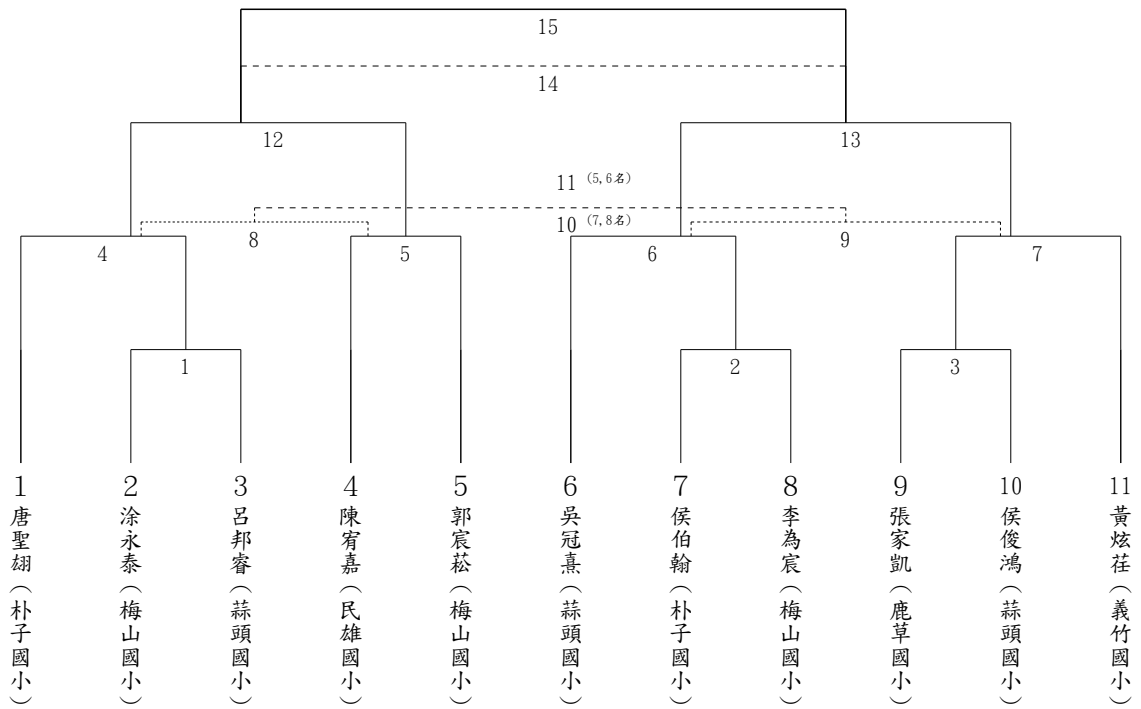 15
14
12
13
11 (5,6名)
10 (7,8名)
8
9
4
5
6
7
1
2
3
1 唐聖翃(朴子國小)
2 涂永泰(梅山國小)
3 呂邦睿(蒜頭國小)
4 陳宥嘉(民雄國小)
5 郭宸菘(梅山國小)
6 吳冠熹(蒜頭國小)
7 侯伯翰(朴子國小)
8 李為宸(梅山國小)
9 張家凱(鹿草國小)
10 侯俊鴻(蒜頭國小)
11 黃炫荏(義竹國小)